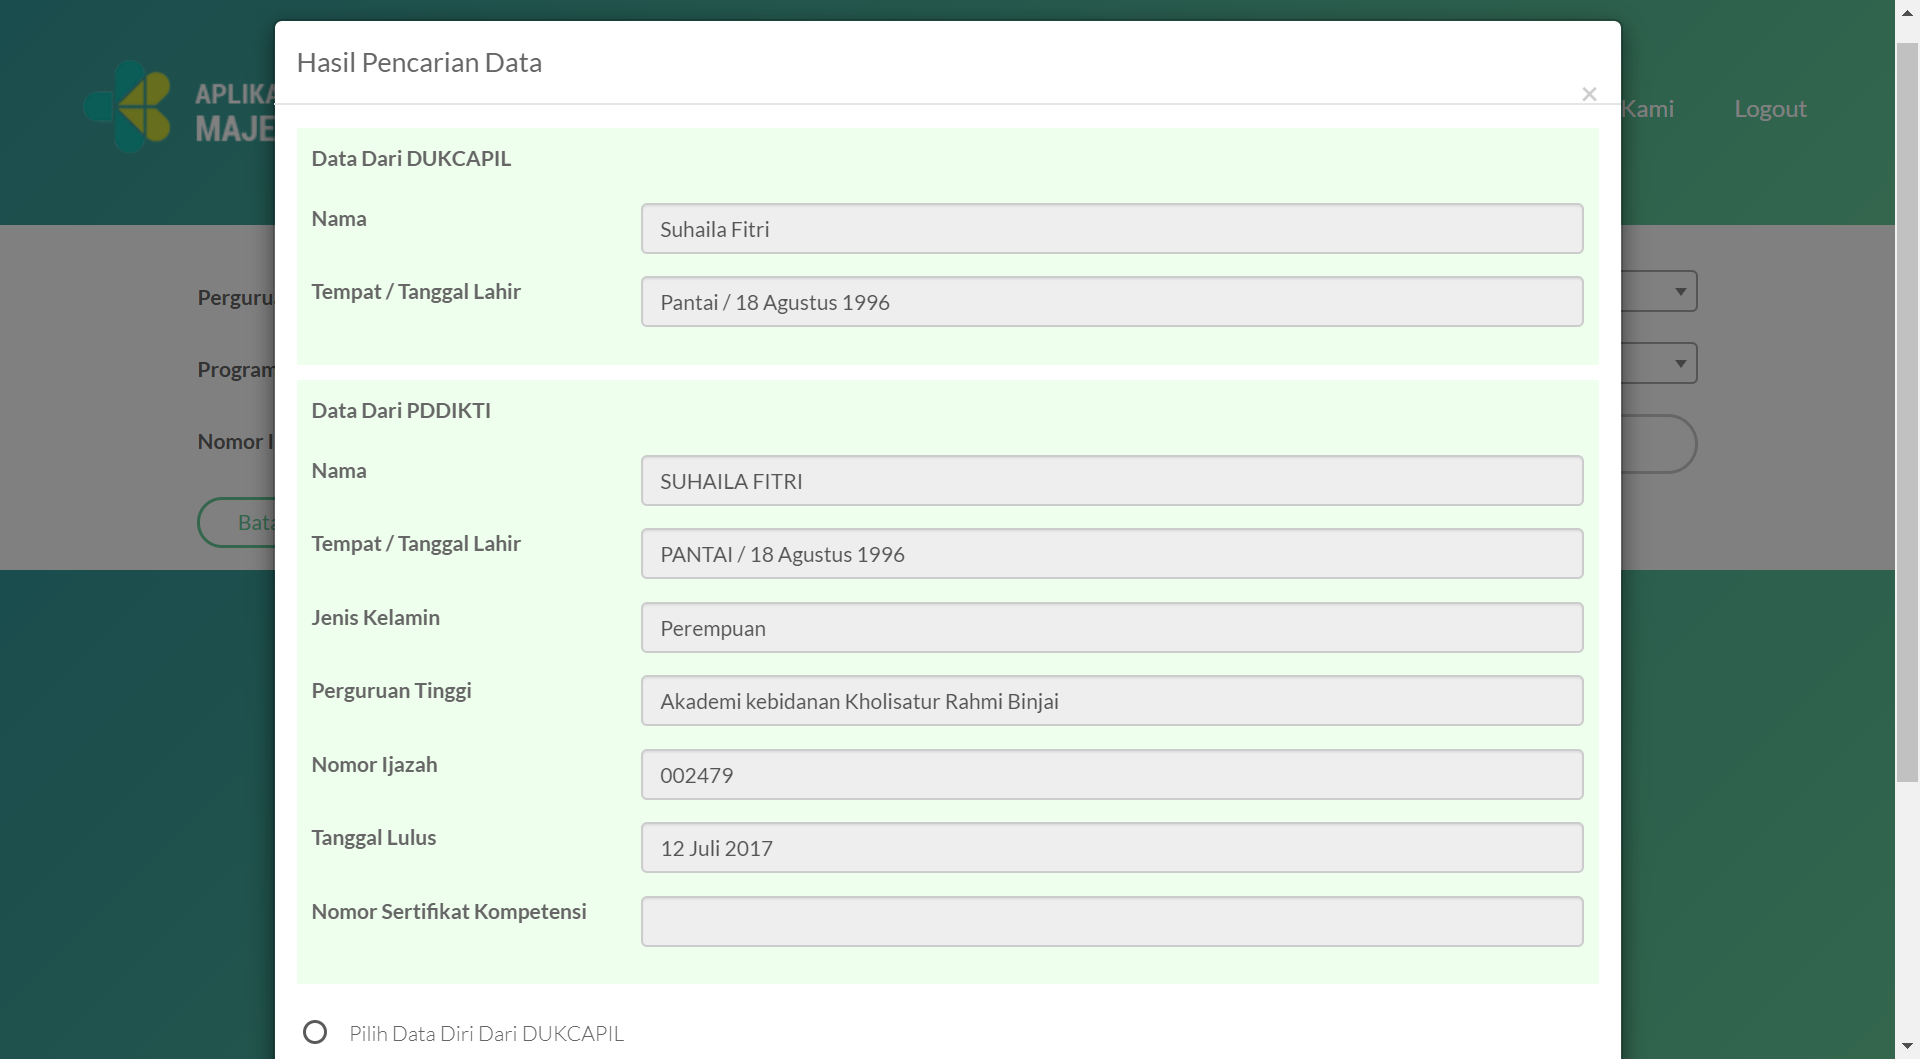 Hasil Pencarian Data
×
APLIKA
MAJE
Kami
Logout
Data Dari DUKCAPIL
Nama
Suhaila Fitri
Tempat / Tanggal Lahir
Pantai / 18 Agustus 1996
Perguru
Program
Nomor I
Bata
Data Dari PDDIKTI
Nama
SUHAILA FITRI
Tempat / Tanggal Lahir
PANTAI / 18 Agustus 1996
Jenis Kelamin
Perempuan
Perguruan Tinggi
Akademi kebidanan Kholisatur Rahmi Binjai
Nomor Ijazah
002479
Tanggal Lulus
12 Juli 2017
Nomor Sertifikat Kompetensi
Pilih Data Diri Dari DUKCAPIL